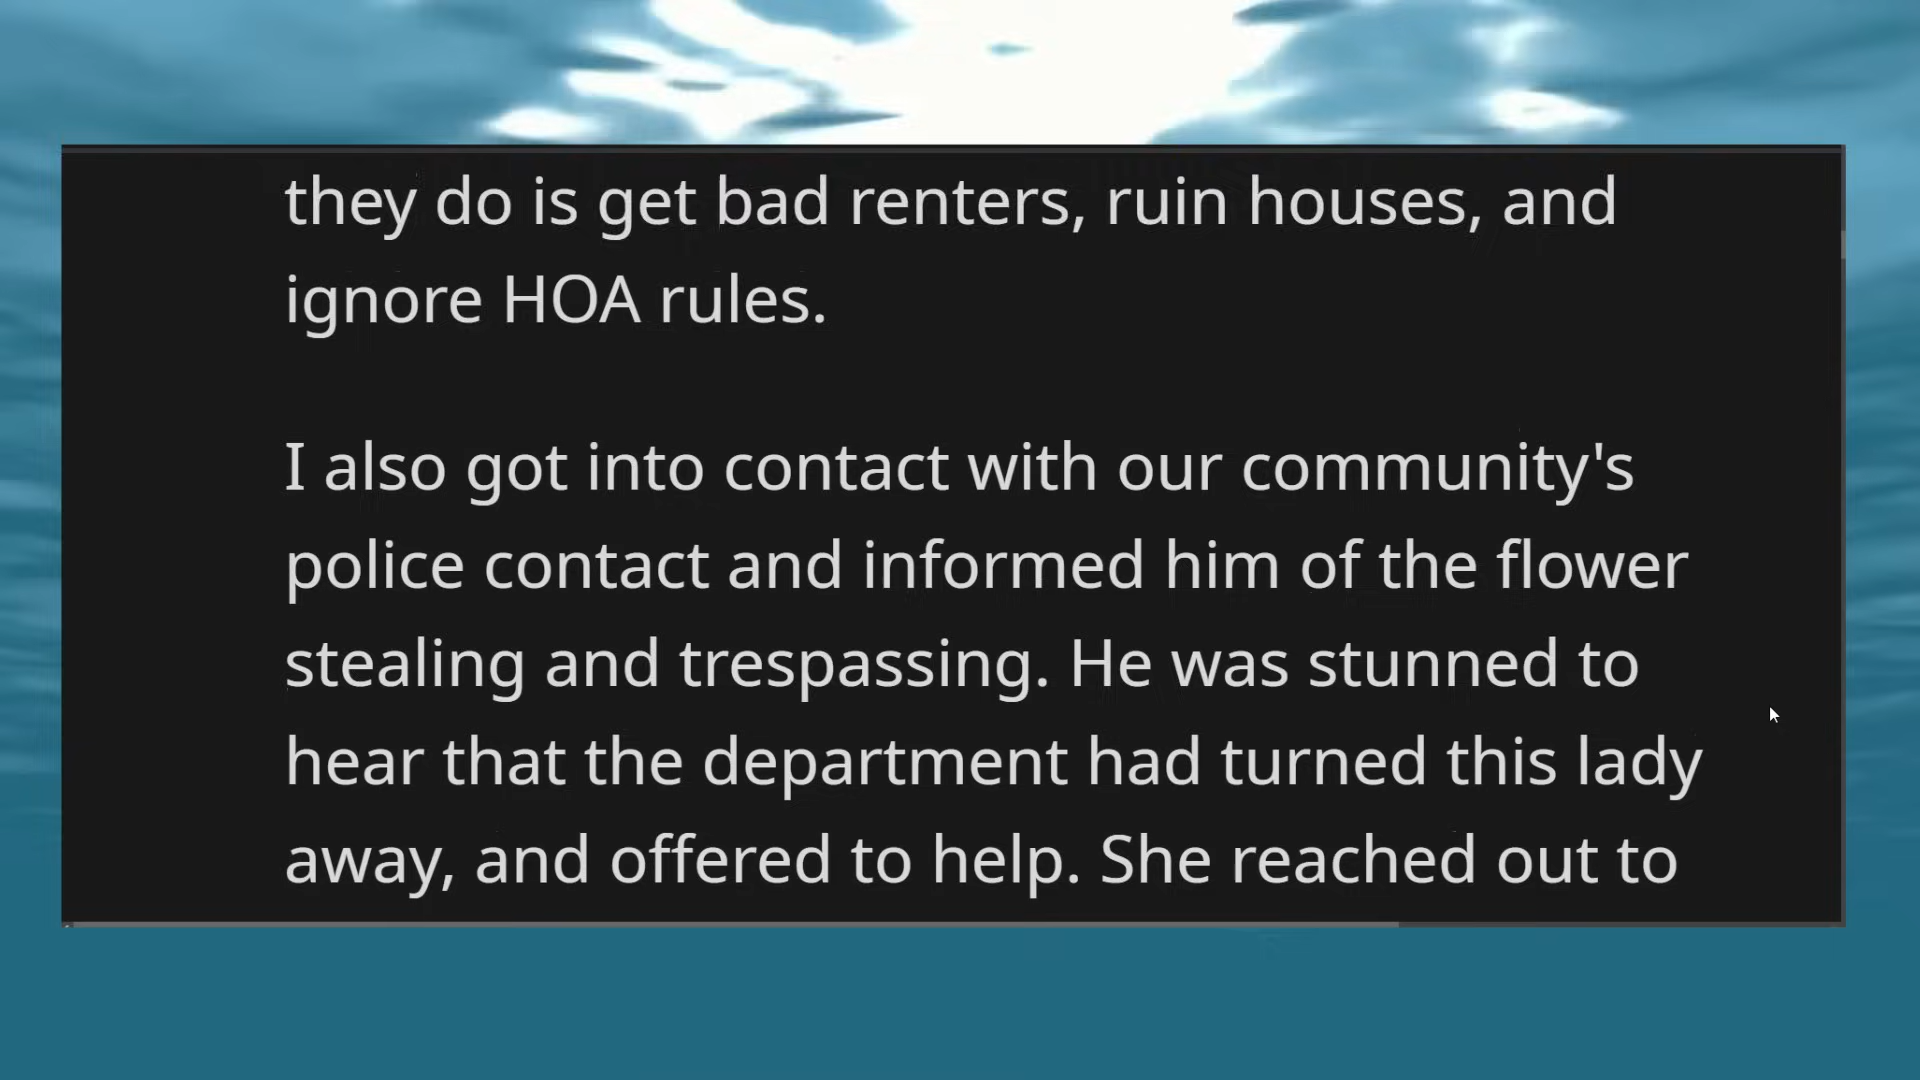 they do is get bad renters, ruin houses, and
ignore HOA rules.
I also got into contact with our community's
police contact and informed him of the flower
stealing and trespassing. He was stunned to
hear that the department had turned this lady
away, and offered to help. She reached out to